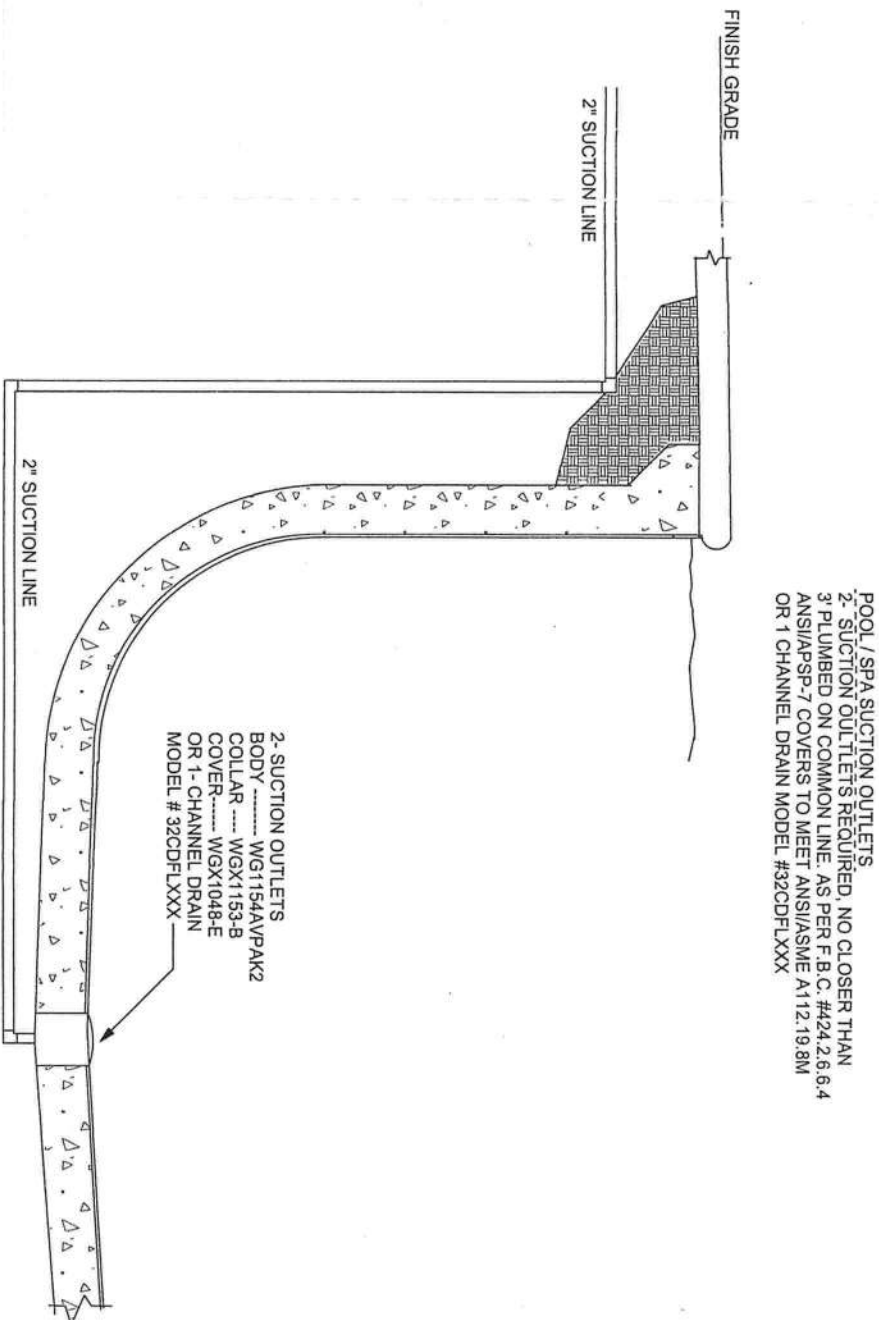 POOL / SPA SUCTION OUTLETS
2- SUCTION OULTLETS REQUIRED, NO CLOSER THAN
3' PLUMBED ON COMMON LINE. AS PER F.B.C. #424.2.6.6.4
ANSI/APSP-7 COVERS TO MEET ANSI/ASME A112.19.8M
OR 1 CHANNEL DRAIN MODEL #32CDFLXXX
FINISH GRADE
2" SUCTION LINE
2- SUCTION OUTLETS
BODY -------- WG1154AVPAK2
COLLAR ---- WGX1153-B
COVER------ WGX1048-E
OR 1- CHANNEL DRAIN
MODEL # 32CDFLXXX
2" SUCTION LINE